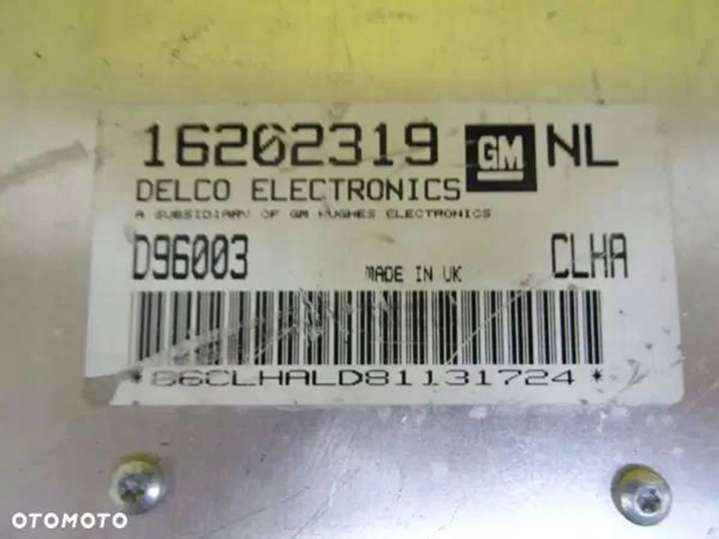 16202319 GM NL
DELCO ELECTRONICS
A SUBSIDIARY OF GM HUGHES ELECTRONICS
D96003 MADE IN UK CLHA
*86CLHALD81131724*
OTOMOTO